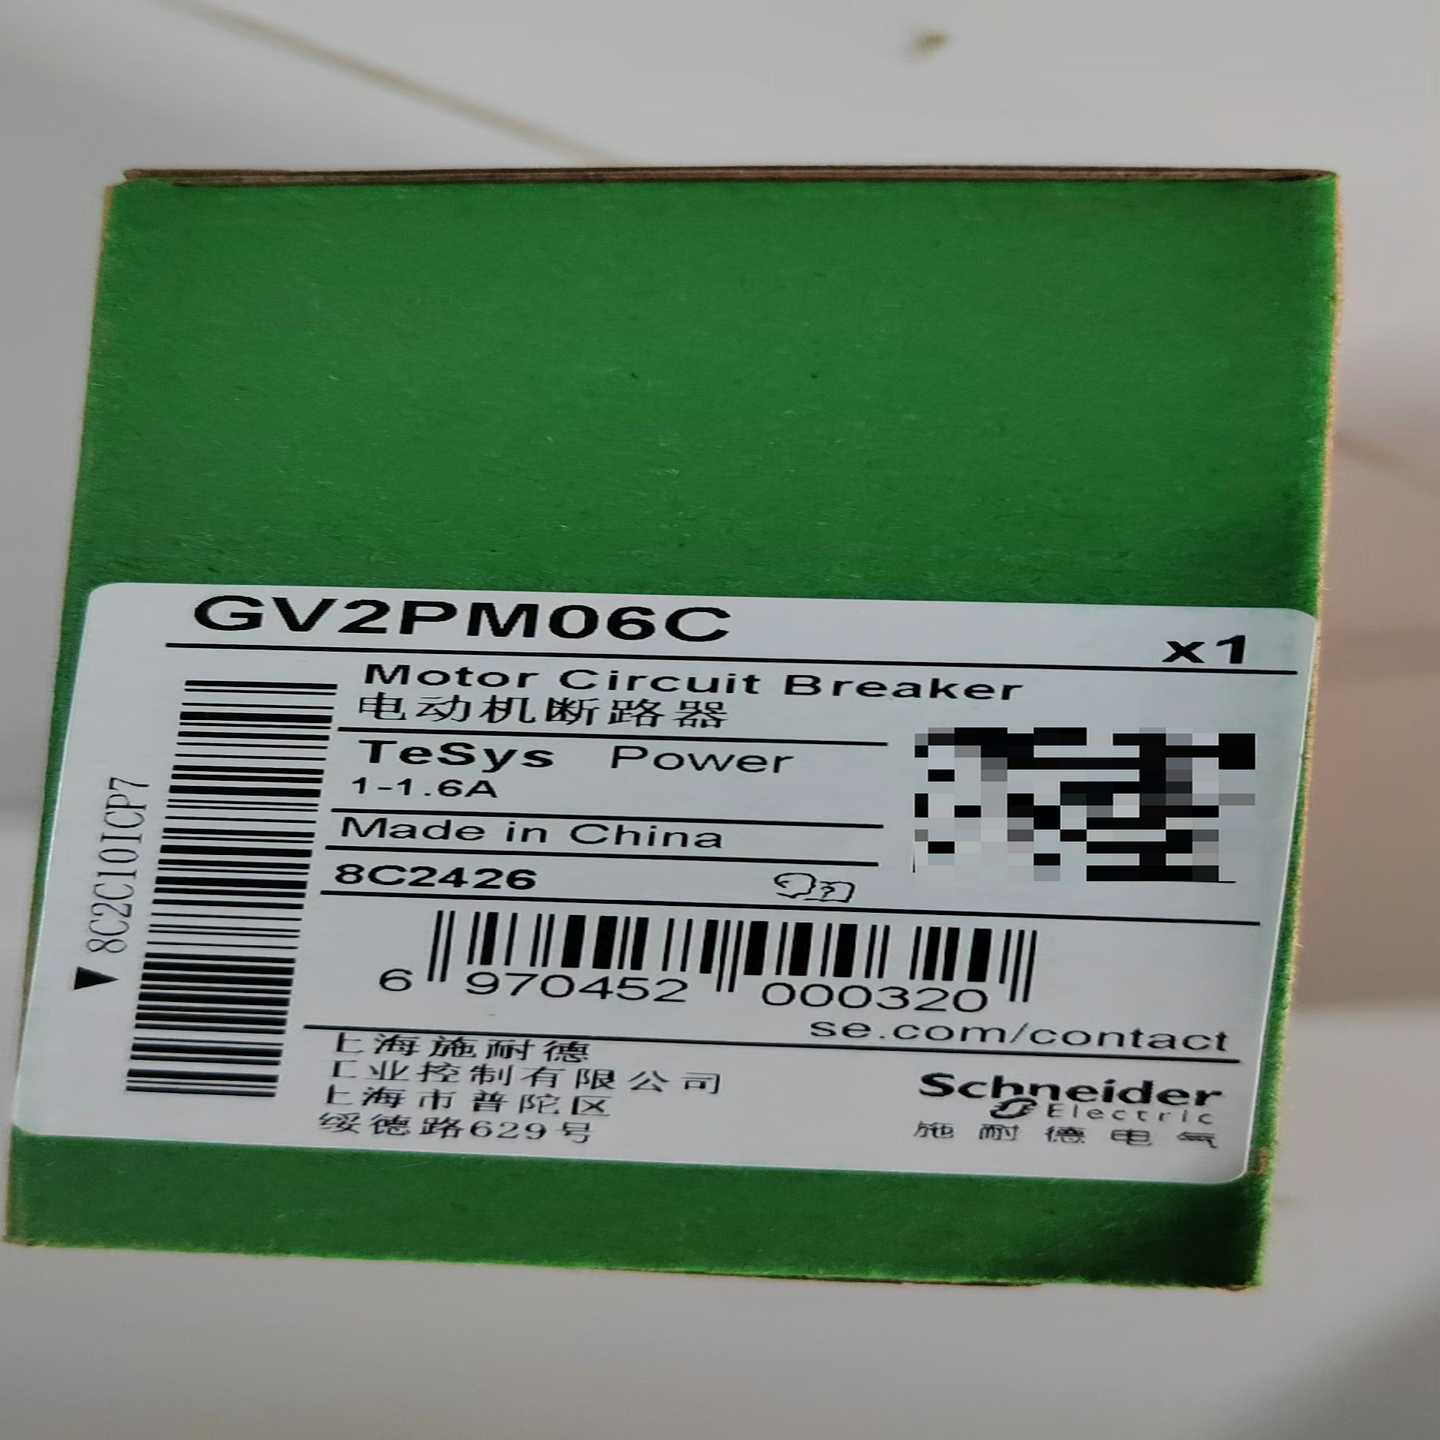 GV2PM06C
x1
Motor Circuit Breaker
电动机断路器
TeSys Power
1-1.6A
Made in China
8C2426
8C2C101CP7
6 970452 000320
se.com/contact
上海施耐德
工业控制有限公司
上海市普陀区
绥德路629号
Schneider
Electric
施耐德电气